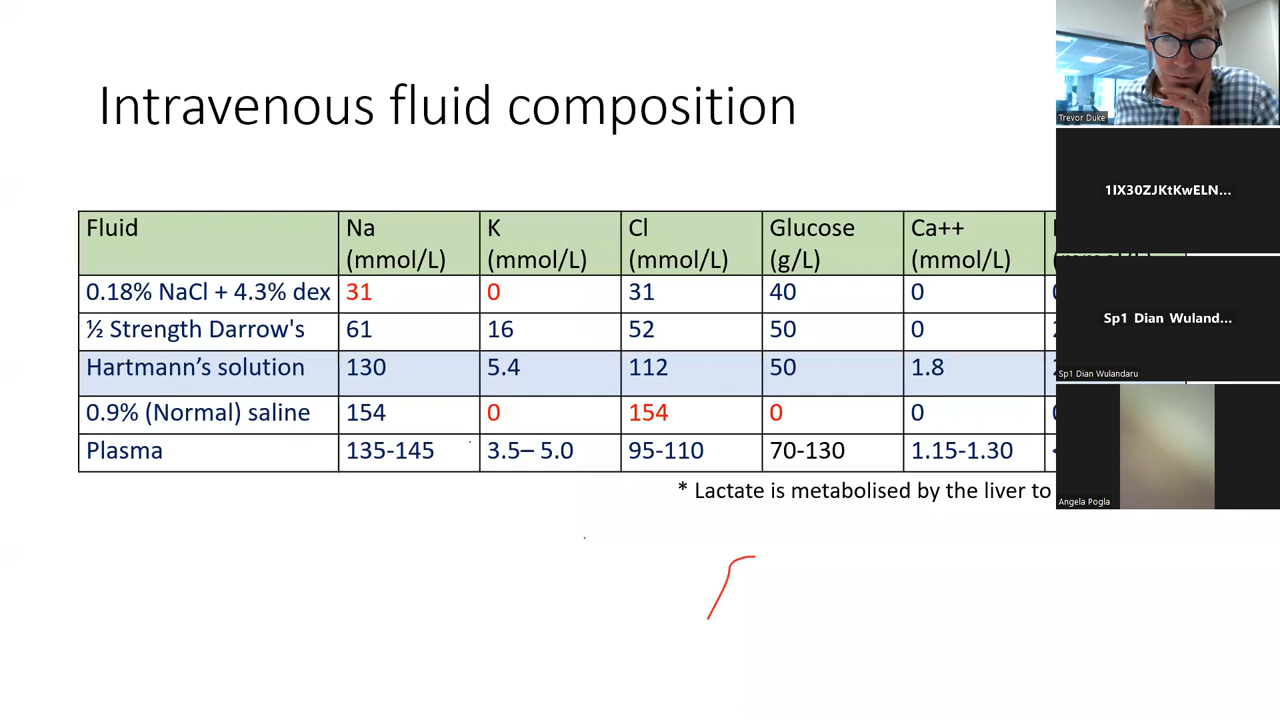 Intravenous fluid composition
Fluid Na (mmol/L) K (mmol/L) Cl (mmol/L) Glucose (g/L) Ca++ (mmol/L)
0.18% NaCl + 4.3% dex 31 0 31 40 0
½ Strength Darrow's 61 16 52 50 0
Hartmann’s solution 130 5.4 112 50 1.8
0.9% (Normal) saline 154 0 154 0 0
Plasma 135-145 3.5– 5.0 95-110 70-130 1.15-1.30
* Lactate is metabolised by the liver to
Trevor Duke
1IX30ZJKtKwELN...
Sp1 Dian Wuland...
Sp1 Dian Wulandaru
Angela Pogla